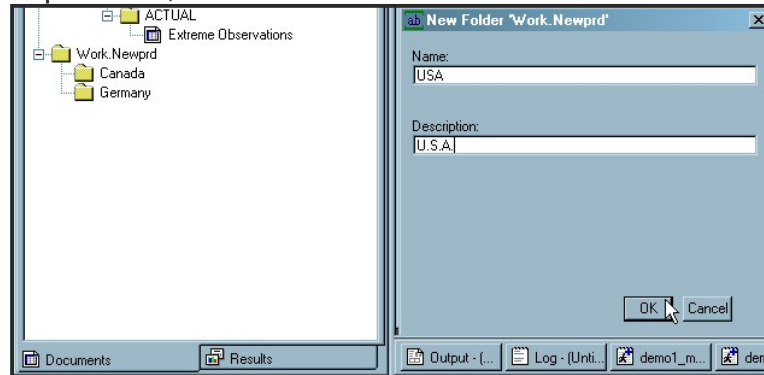 ACTUAL
Extreme Observations
Work.Newprd
Canada
Germany
Documents
Results
New Folder 'Work.Newprd'
Name:
USA
Description:
U.S.A.
OK
Cancel
Output - (...
Log - (Unti...
demo1_m...